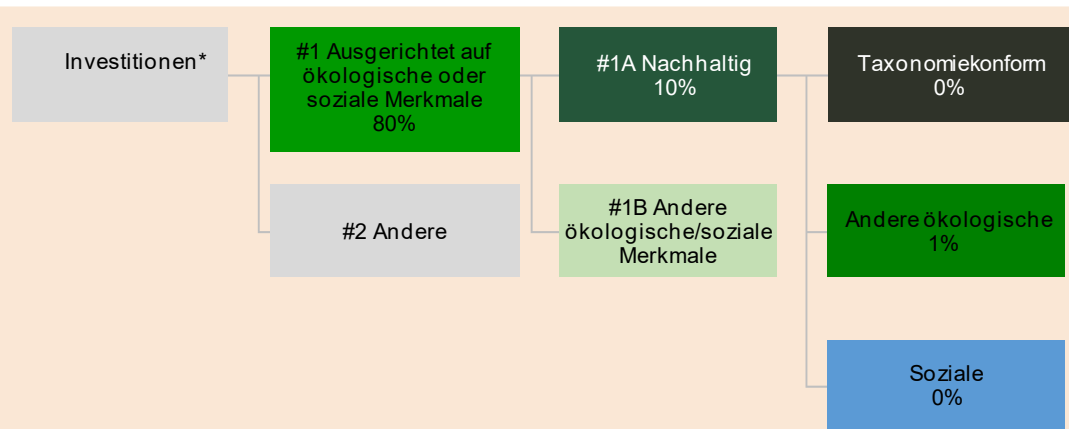 Investitionen*
#1 Ausgerichtet auf
ökologische oder
soziale Merkmale
80%
#1A Nachhaltig
10%
Taxonomiekonform
0%
#2 Andere
#1B Andere
ökologische/soziale
Merkmale
Andere ökologische
1%
Soziale
0%